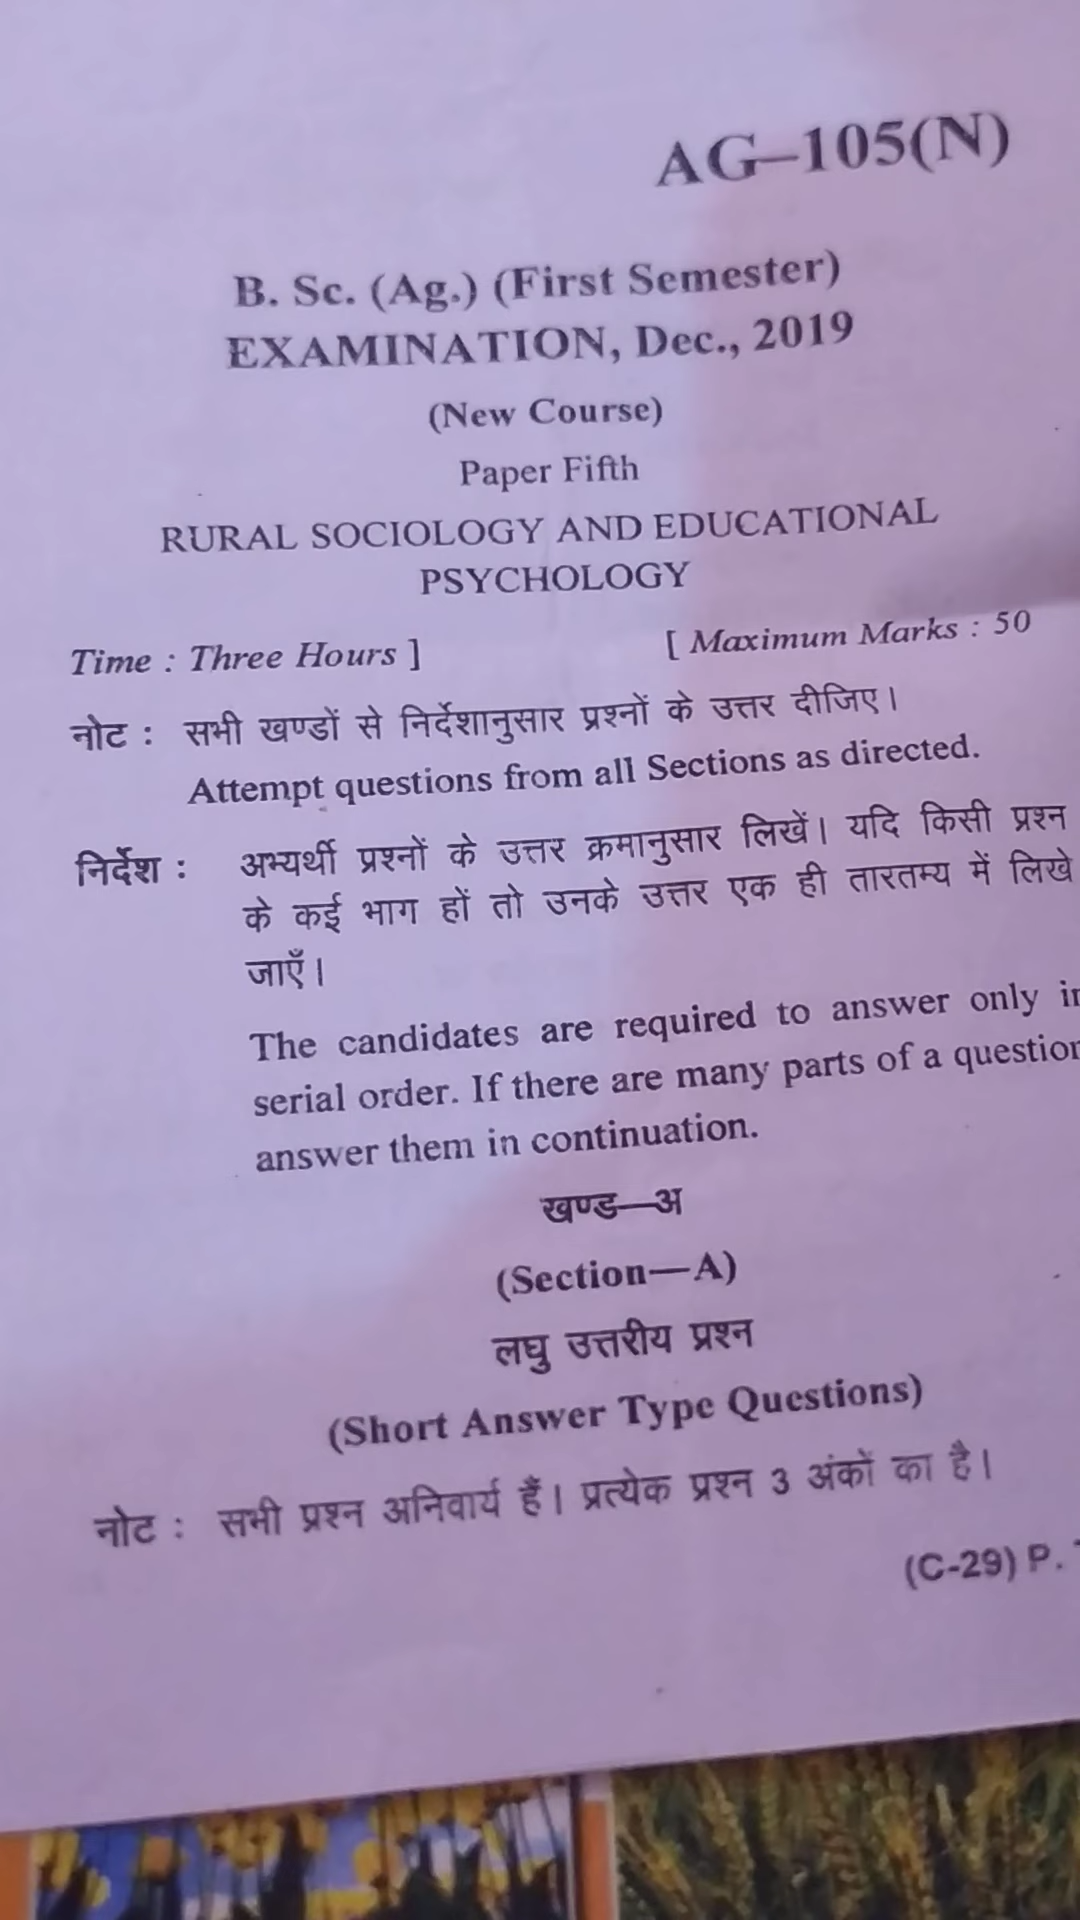 AG–105(N)
B. Sc. (Ag.) (First Semester)
EXAMINATION, Dec., 2019
(New Course)
Paper Fifth
RURAL SOCIOLOGY AND EDUCATIONAL
PSYCHOLOGY
Time : Three Hours ] [ Maximum Marks : 50
नोट : सभी खण्डों से निर्देशानुसार प्रश्नों के उत्तर दीजिए।
Attempt questions from all Sections as directed.
निर्देश : अभ्यर्थी प्रश्नों के उत्तर क्रमानुसार लिखें। यदि किसी प्रश्न
के कई भाग हों तो उनके उत्तर एक ही तारतम्य में लिखे
जाएँ।
The candidates are required to answer only in
serial order. If there are many parts of a question
answer them in continuation.
खण्ड—अ
(Section—A)
लघु उत्तरीय प्रश्न
(Short Answer Type Questions)
नोट : सभी प्रश्न अनिवार्य हैं। प्रत्येक प्रश्न 3 अंकों का है।
(C-29) P.